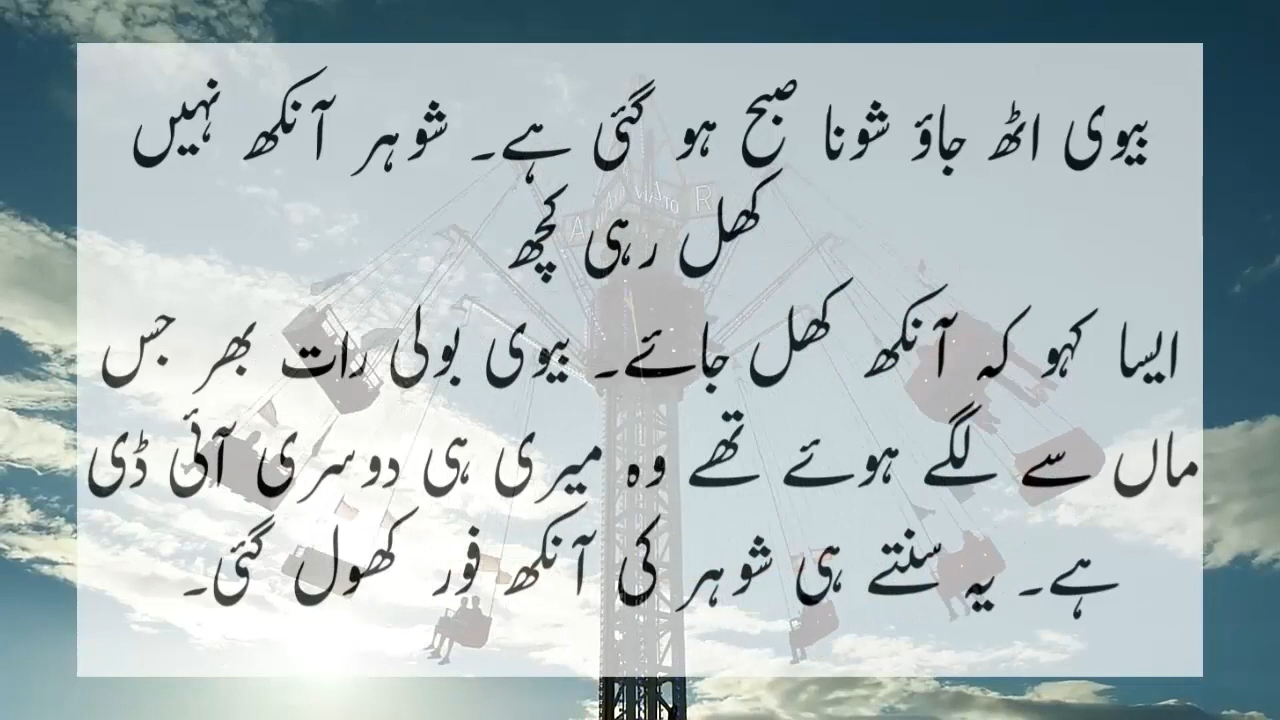 بیوی اٹھ جاؤ شونا صبح ہو گئی ہے۔ شوہر آنکھ نہیں
کھل رہی کچھ
ایسا کہو کہ آنکھ کھل جائے۔ بیوی بولی رات بھر جس
ماں سے لگے ہوئے تھے وہ میری ہی دوسری آئی ڈی
ہے۔ یہ سنتے ہی شوہر کی آنکھ فور کھول گئی۔